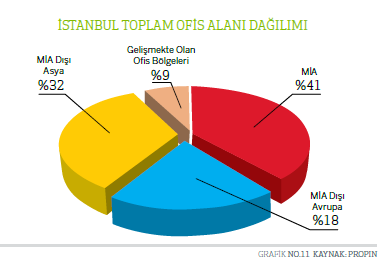 İSTANBUL TOPLAM OFİS ALANI DAĞILIMI
Gelişmekte Olan
Ofis Bölgeleri
%9
MİA Dışı
Asya
%32
MİA
%41
MİA Dışı
Avrupa
%18
GRAFİK NO.11 KAYNAK: PROPIN